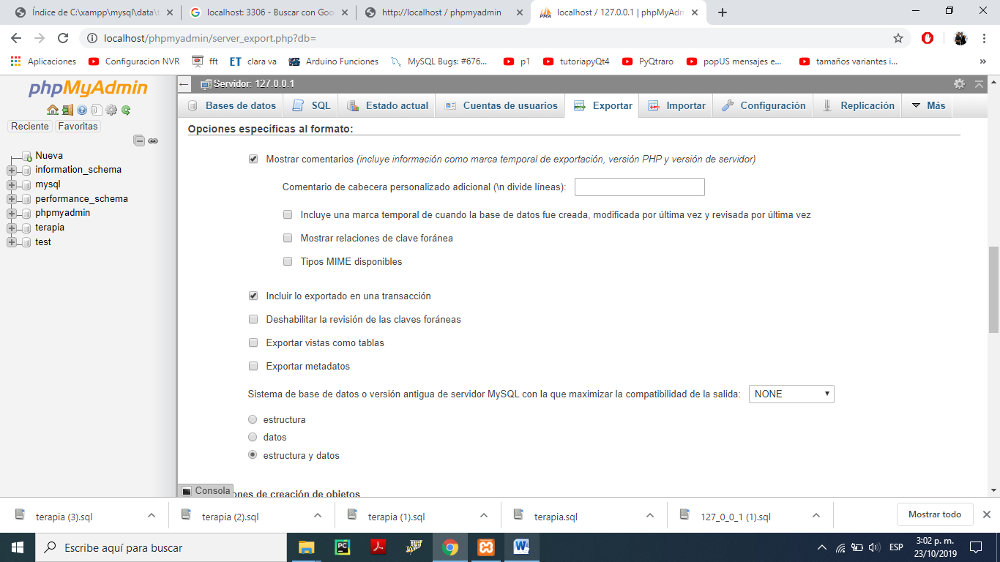 Índice de C:\xampp\mysql\data\t
localhost: 3306 - Buscar con Goo
http://localhost / phpmyadmin
localhost / 127.0.0.1 | phpMyAdm
localhost/phpmyadmin/server_export.php?db=
Aplicaciones
Configuracion NVR
fft
ET clara va
Arduino Funciones
MySQL Bugs: #676...
p1
tutoriapyQt4
PyQtraro
popUS mensajes e...
tamaños variantes i...
»
phpMyAdmin
Reciente
Favoritas
Nueva
information_schema
mysql
performance_schema
phpmyadmin
terapia
test
Servidor: 127.0.0.1
Bases de datos
SQL
Estado actual
Cuentas de usuarios
Exportar
Importar
Configuración
Replicación
Más
Opciones específicas al formato:
Mostrar comentarios (incluye información como marca temporal de exportación, versión PHP y versión de servidor)
Comentario de cabecera personalizado adicional (\n divide líneas):
Incluye una marca temporal de cuando la base de datos fue creada, modificada por última vez y revisada por última vez
Mostrar relaciones de clave foránea
Tipos MIME disponibles
Incluir lo exportado en una transacción
Deshabilitar la revisión de las claves foráneas
Exportar vistas como tablas
Exportar metadatos
Sistema de base de datos o versión antigua de servidor MySQL con la que maximizar la compatibilidad de la salida: NONE
estructura
datos
estructura y datos
Consola
ones de creación de objetos
terapia (3).sql
terapia (2).sql
terapia (1).sql
terapia.sql
127_0_0_1 (1).sql
Mostrar todo
Escribe aquí para buscar
ESP
3:02 p. m.
23/10/2019